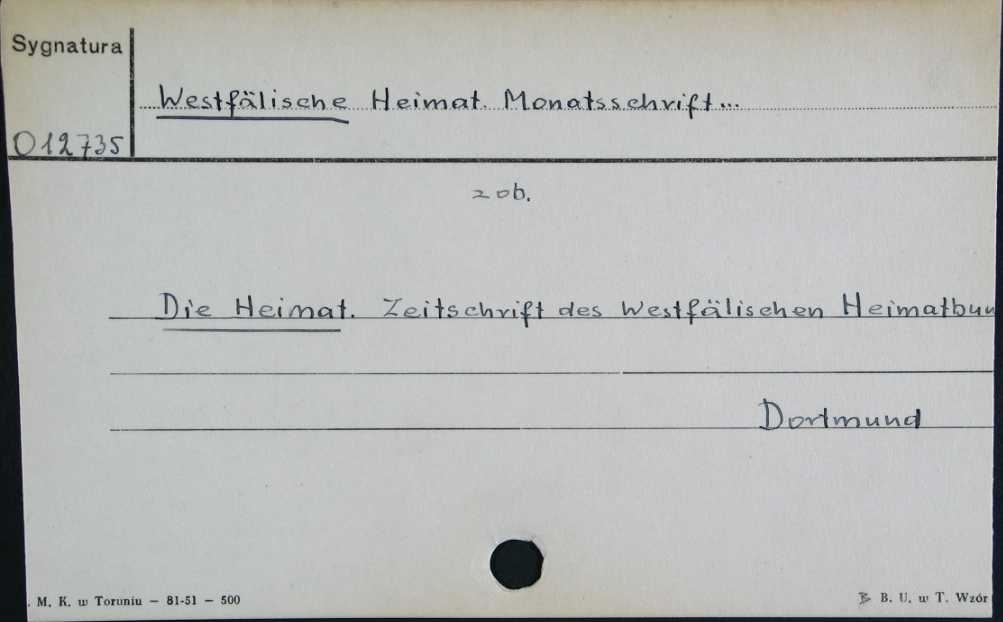 Sygnatura
Westfälische Heimat. Monatsschrift...
O12735
zob.
Die Heimat. Zeitschrift des Westfälischen Heimatbun
Dortmund
. M. K. w Toruniu — 81-51 — 500
B. U. w T. Wzór